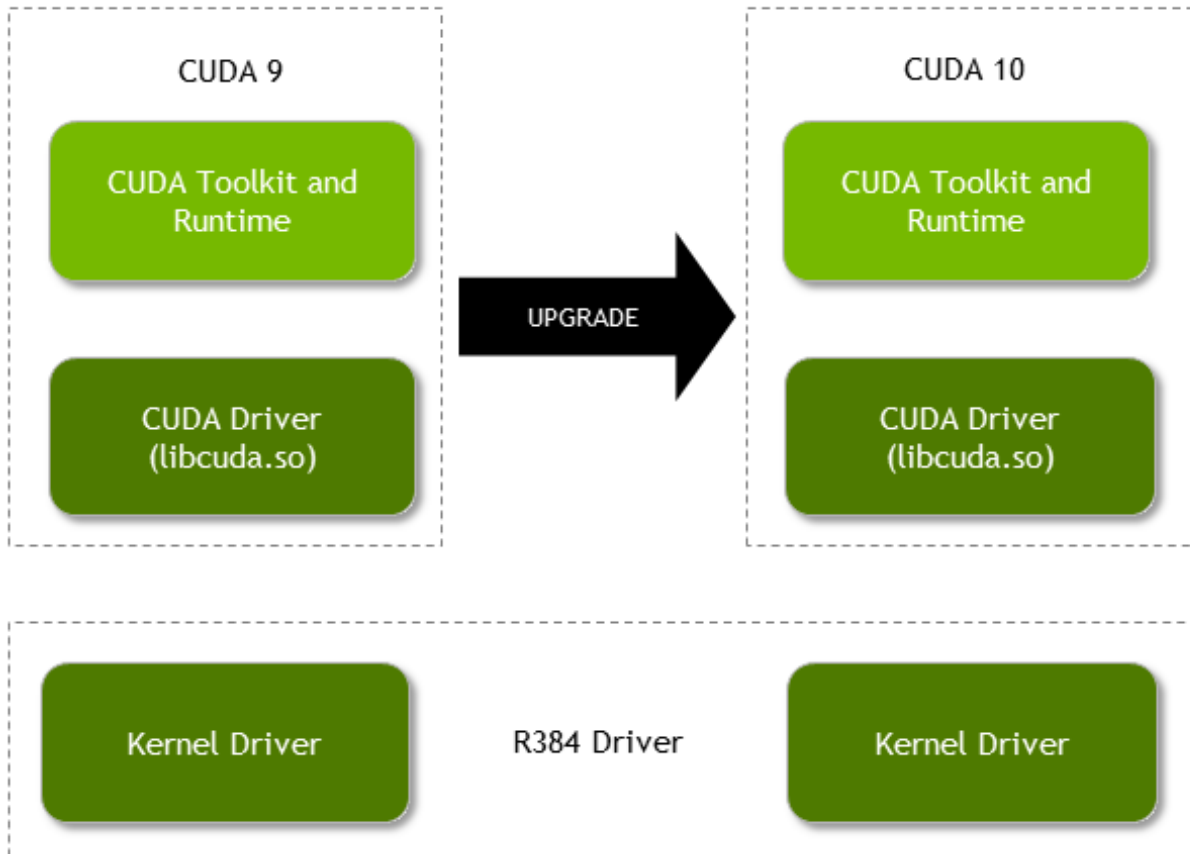 CUDA 9
CUDA Toolkit and
Runtime
CUDA Driver
(libcuda.so)
UPGRADE
CUDA 10
CUDA Toolkit and
Runtime
CUDA Driver
(libcuda.so)
Kernel Driver
R384 Driver
Kernel Driver